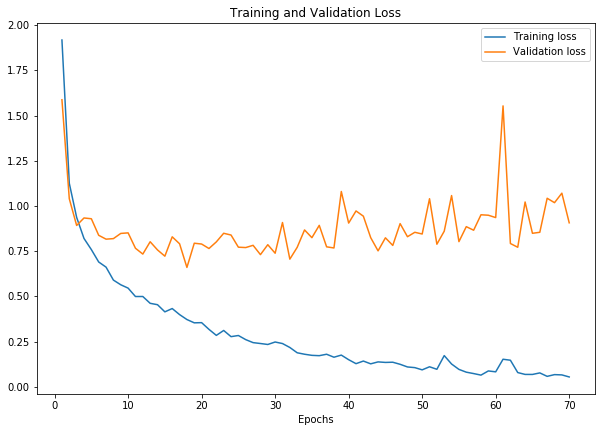 Training and Validation Loss
2.00
1.75
1.50
1.25
1.00
0.75
0.50
0.25
0.00
Training loss
Validation loss
0 10 20 30 40 50 60 70
Epochs